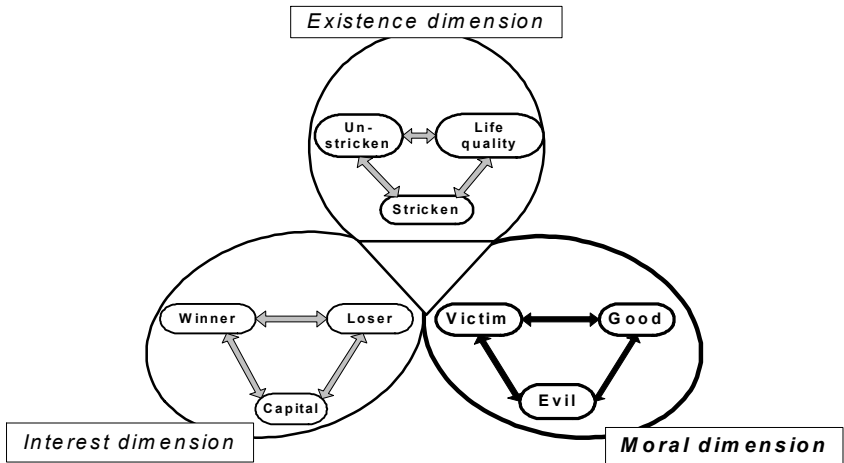 Existence dimension
Un-
stricken
Life
quality
Stricken
Winner
Loser
Capital
Victim
Good
Evil
Interest dimension
Moral dimension